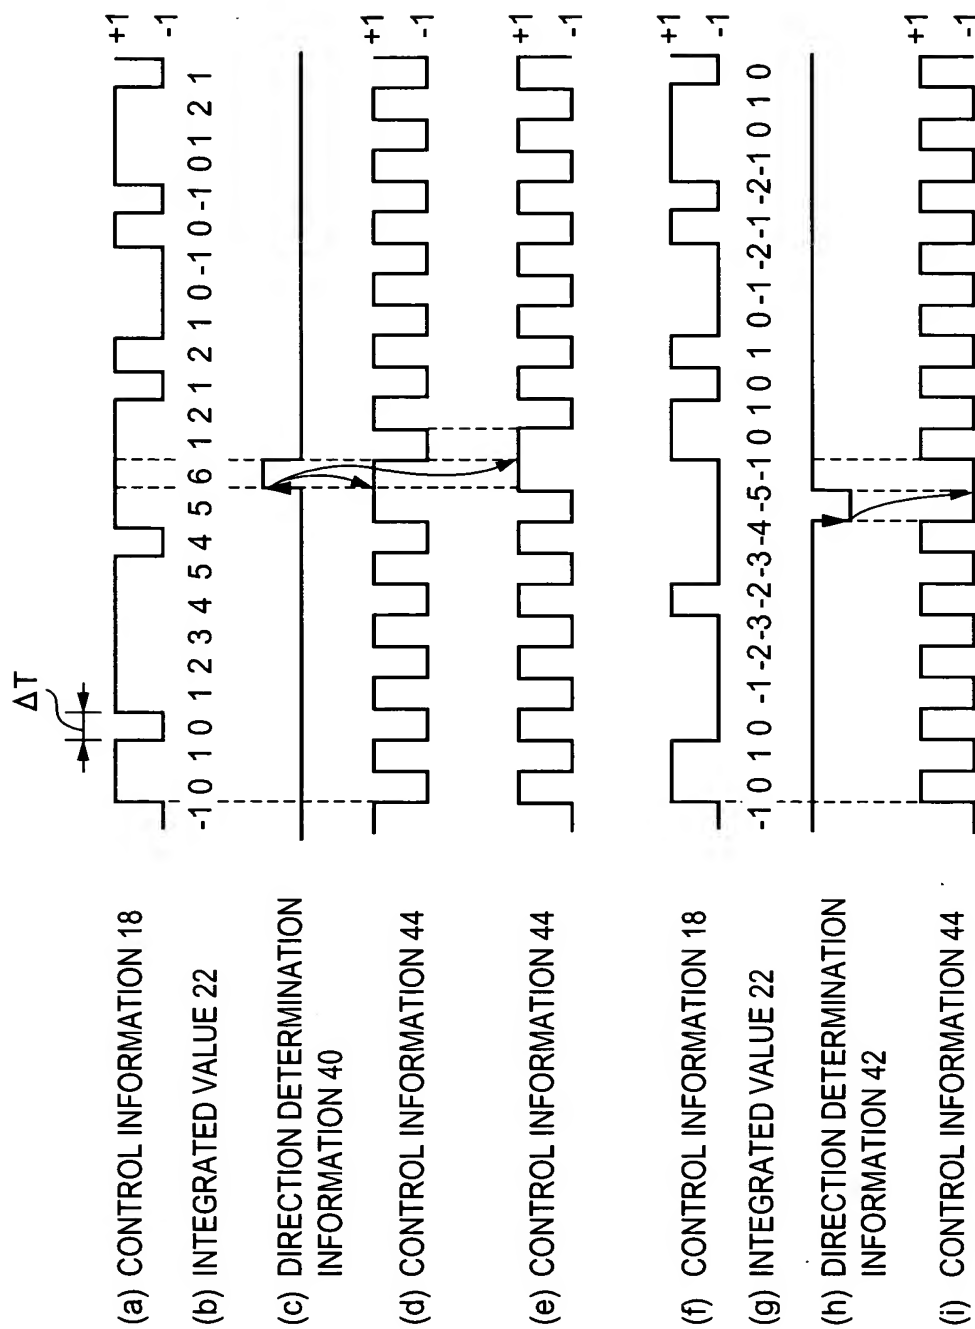 ΔT
(a) CONTROL INFORMATION 18
+1
-1
(b) INTEGRATED VALUE 22
-1 0 1 0 1 2 3 4 5 4 5 6 1 2 1 2 1 0 -1 0 -1 0 1 2 1
(c) DIRECTION DETERMINATION
INFORMATION 40
(d) CONTROL INFORMATION 44
+1
-1
(e) CONTROL INFORMATION 44
+1
-1
(f) CONTROL INFORMATION 18
+1
-1
(g) INTEGRATED VALUE 22
-1 0 1 0 -1 -2 -3 -2 -3 -4 -5 -1 0 1 0 1 0 -1 -2 -1 -2 -1 0 1 0
(h) DIRECTION DETERMINATION
INFORMATION 42
(i) CONTROL INFORMATION 44
+1
-1